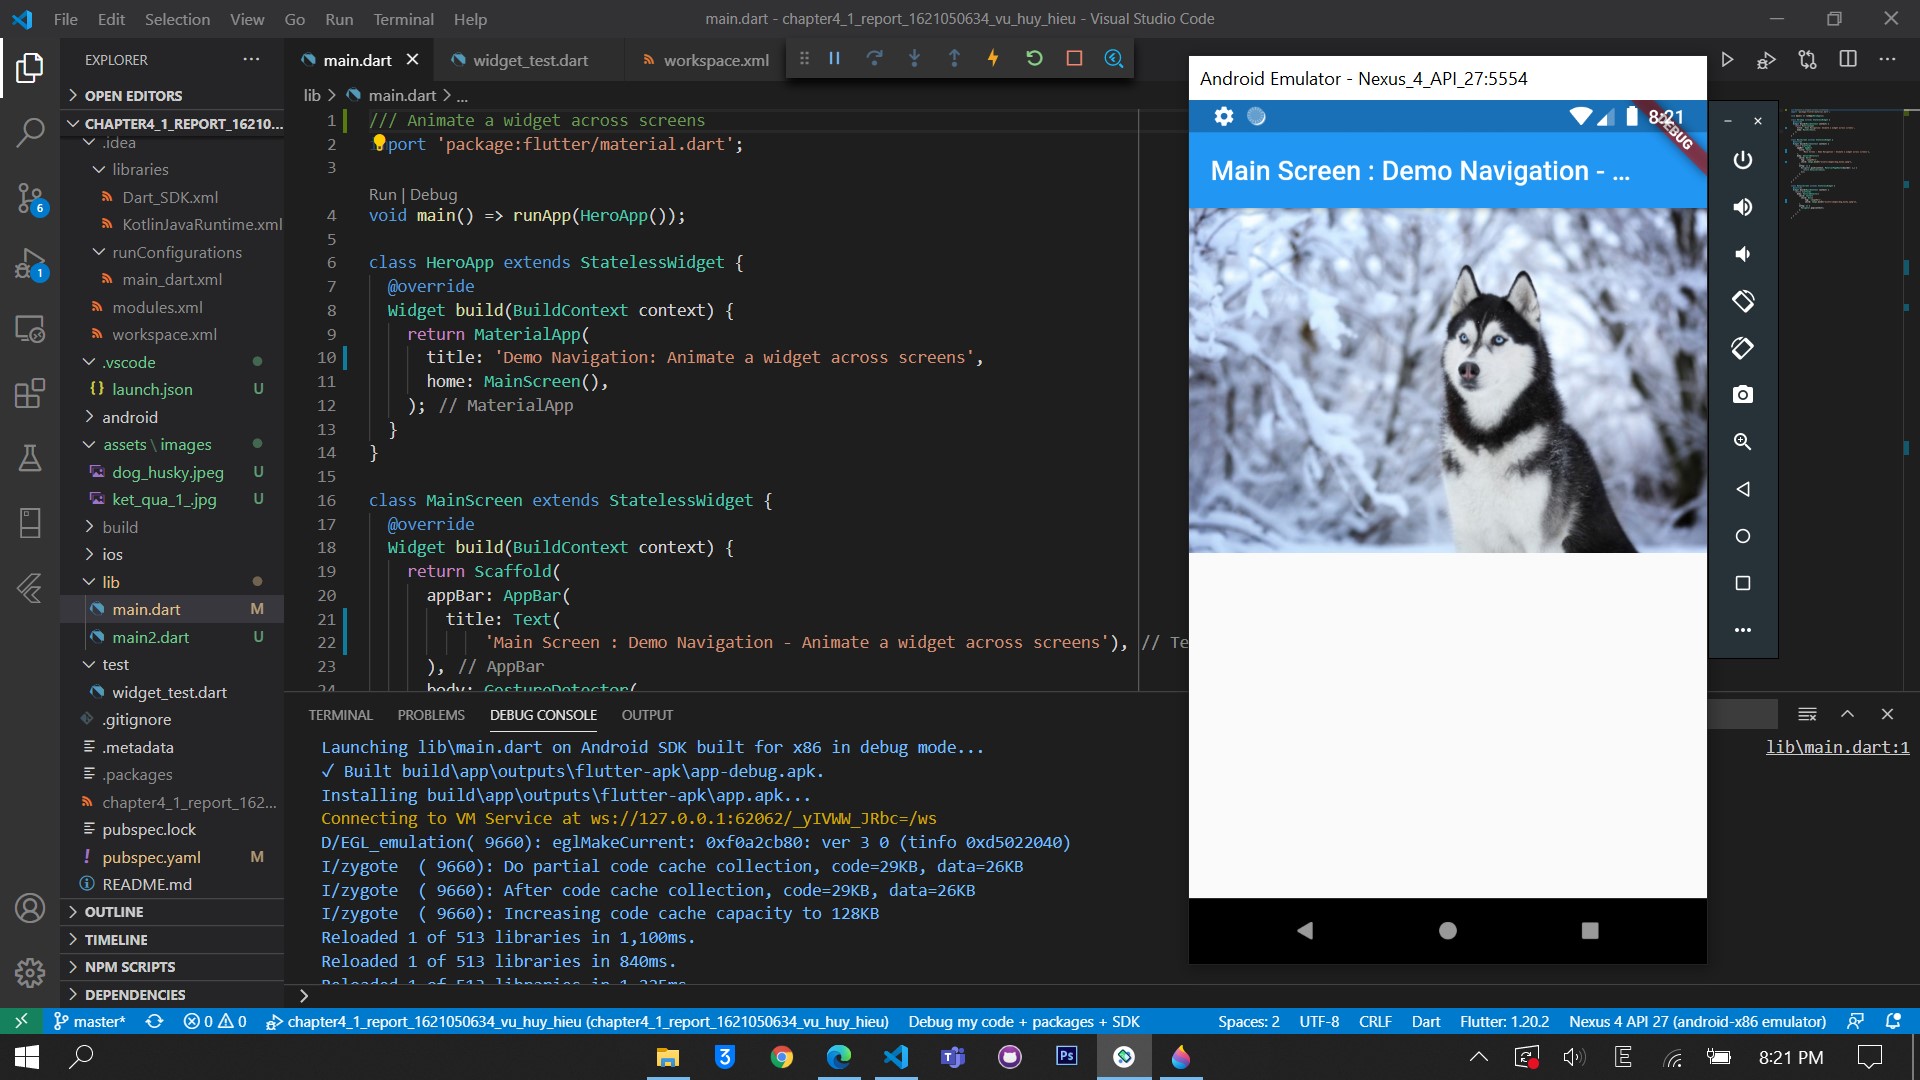 File Edit Selection View Go Run Terminal Help
main.dart - chapter4_1_report_1621050634_vu_huy_hieu - Visual Studio Code
EXPLORER
OPEN EDITORS
CHAPTER4_1_REPORT_16210...
.idea
libraries
Dart_SDK.xml
KotlinJavaRuntime.xml
runConfigurations
main_dart.xml
modules.xml
workspace.xml
.vscode
launch.json U
android
assets \ images
dog_husky.jpeg U
ket_qua_1_.jpg U
build
ios
lib
main.dart M
main2.dart U
test
widget_test.dart
.gitignore
.metadata
.packages
chapter4_1_report_162...
pubspec.lock
pubspec.yaml M
README.md
OUTLINE
TIMELINE
NPM SCRIPTS
DEPENDENCIES
6
1
main.dart widget_test.dart workspace.xml
lib > main.dart > ...
1 /// Animate a widget across screens
2 port 'package:flutter/material.dart';
3
Run | Debug
4 void main() => runApp(HeroApp());
5
6 class HeroApp extends StatelessWidget {
7 @override
8 Widget build(BuildContext context) {
9 return MaterialApp(
10 title: 'Demo Navigation: Animate a widget across screens',
11 home: MainScreen(),
12 ); // MaterialApp
13 }
14 }
15
16 class MainScreen extends StatelessWidget {
17 @override
18 Widget build(BuildContext context) {
19 return Scaffold(
20 appBar: AppBar(
21 title: Text(
22 'Main Screen : Demo Navigation - Animate a widget across screens'), // Te
23 ), // AppBar
24 body: GestureDetector(
TERMINAL PROBLEMS DEBUG CONSOLE OUTPUT
Launching lib\main.dart on Android SDK built for x86 in debug mode...
lib\main.dart:1
✓ Built build\app\outputs\flutter-apk\app-debug.apk.
Installing build\app\outputs\flutter-apk\app.apk...
Connecting to VM Service at ws://127.0.0.1:62062/_yIVWW_JRbc=/ws
D/EGL_emulation( 9660): eglMakeCurrent: 0xf0a2cb80: ver 3 0 (tinfo 0xd5022040)
I/zygote  ( 9660): Do partial code cache collection, code=29KB, data=26KB
I/zygote  ( 9660): After code cache collection, code=29KB, data=26KB
I/zygote  ( 9660): Increasing code cache capacity to 128KB
Reloaded 1 of 513 libraries in 1,100ms.
Reloaded 1 of 513 libraries in 840ms.
Reloaded 1 of 513 libraries in
Android Emulator - Nexus_4_API_27:5554
8:21
DEBUG
Main Screen : Demo Navigation - ...
master* 0 0 chapter4_1_report_1621050634_vu_huy_hieu (chapter4_1_report_1621050634_vu_huy_hieu) Debug my code + packages + SDK Spaces: 2 UTF-8 CRLF Dart Flutter: 1.20.2 Nexus 4 API 27 (android-x86 emulator)
3 Ps E 8:21 PM